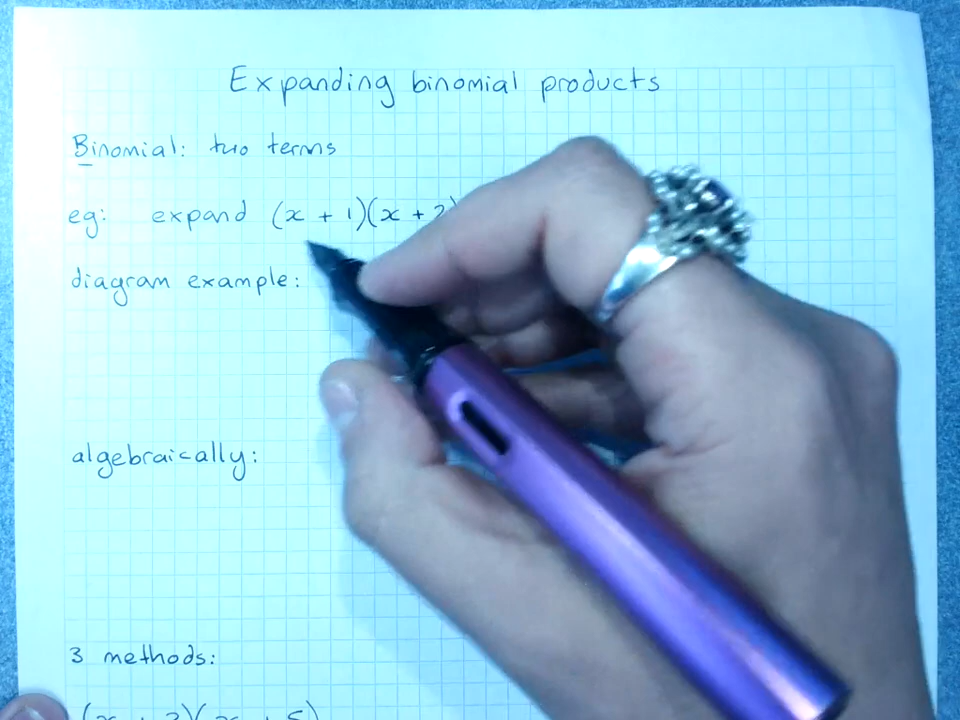 Expanding binomial products
Binomial: two terms
eg: expand (x + 1)(x + 2)
diagram example:
algebraically:
3 methods: